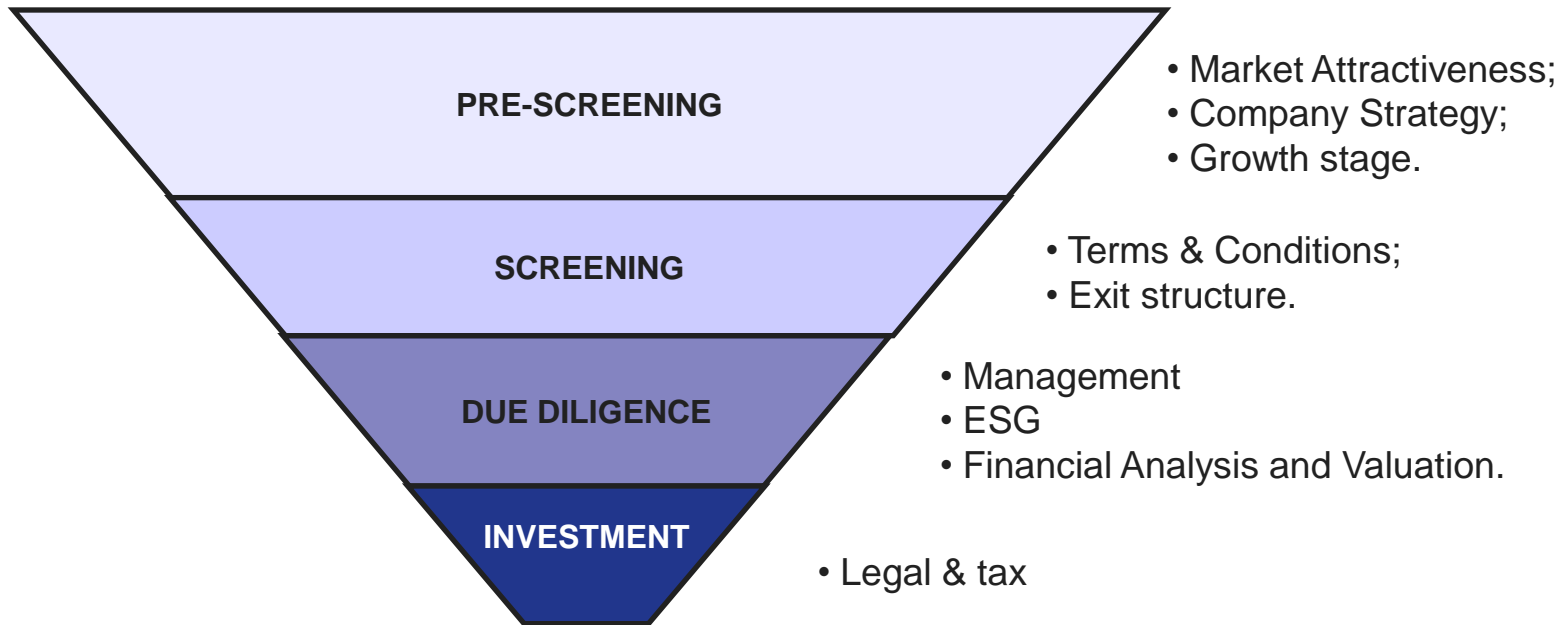 PRE-SCREENING
• Market Attractiveness;
• Company Strategy;
• Growth stage.
SCREENING
• Terms & Conditions;
• Exit structure.
DUE DILIGENCE
• Management
• ESG
• Financial Analysis and Valuation.
INVESTMENT
• Legal & tax